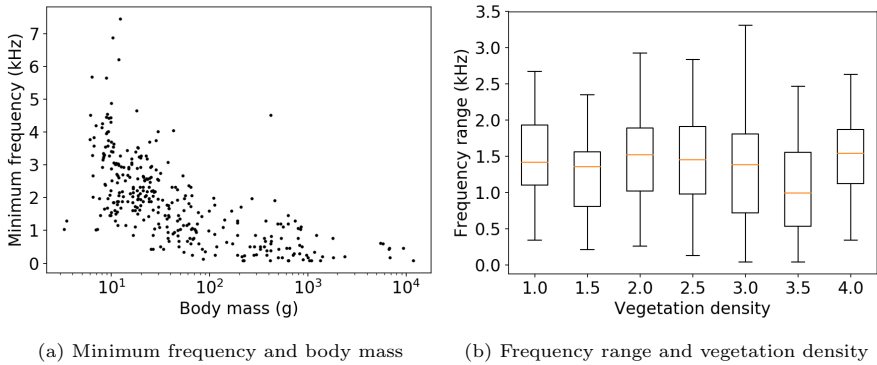 Minimum frequency (kHz)
7
6
5
4
3
2
1
0
10¹ 10² 10³ 10⁴
Body mass (g)
(a) Minimum frequency and body mass
Frequency range (kHz)
3.5
3.0
2.5
2.0
1.5
1.0
0.5
0.0
1.0 1.5 2.0 2.5 3.0 3.5 4.0
Vegetation density
(b) Frequency range and vegetation density